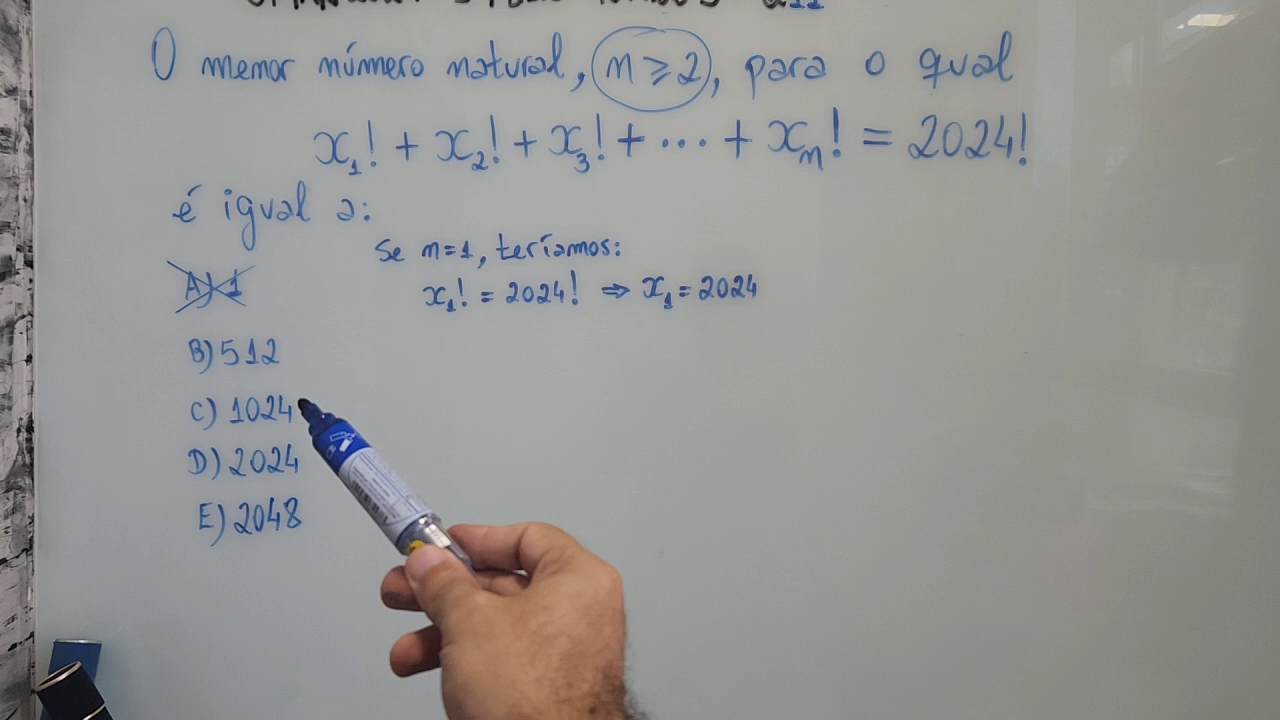 O menor número natural, n ⩾ 2, para o qual
x₁! + x₂! + x₃! + ... + xₙ! = 2024!
é igual a:
Se n=1, teríamos:
x₁! = 2024! ⇒ x₁ = 2024
A) 1
B) 512
C) 1024
D) 2024
E) 2048